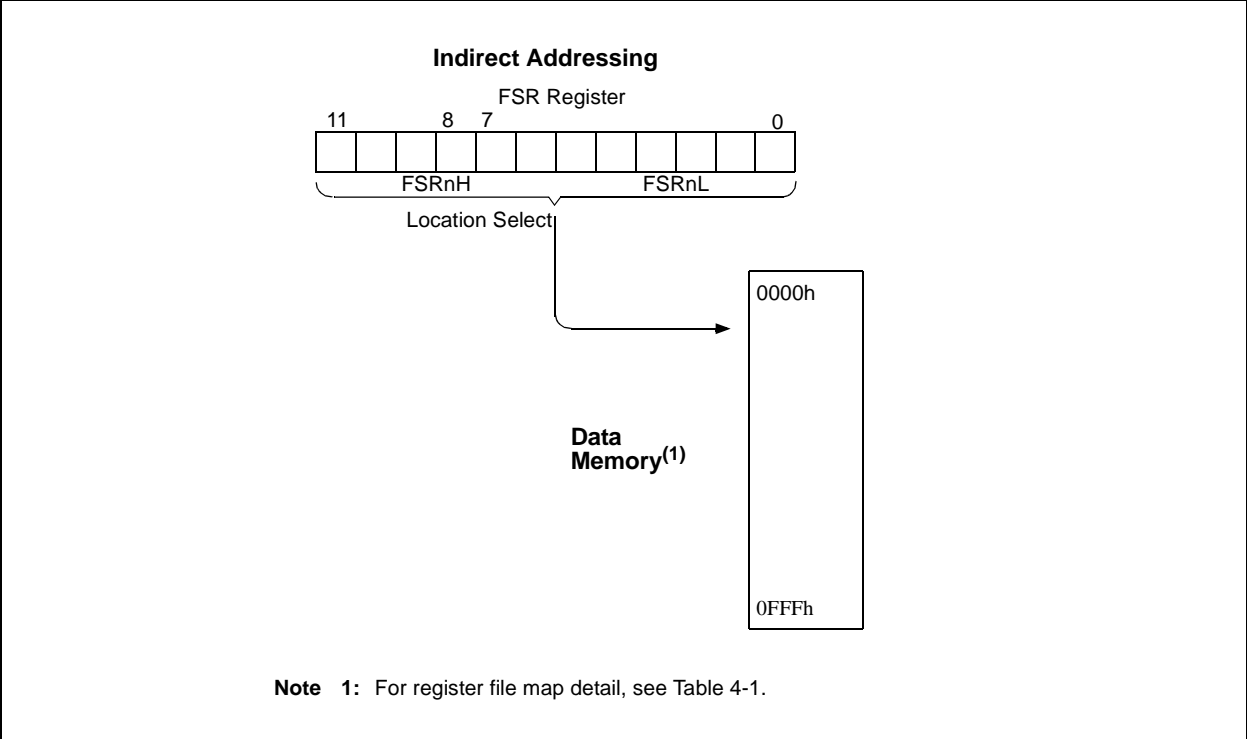 Indirect Addressing
FSR Register
11 8 7 0
FSRnH FSRnL
Location Select
0000h
Data
Memory(1)
0FFFh
Note 1: For register file map detail, see Table 4-1.